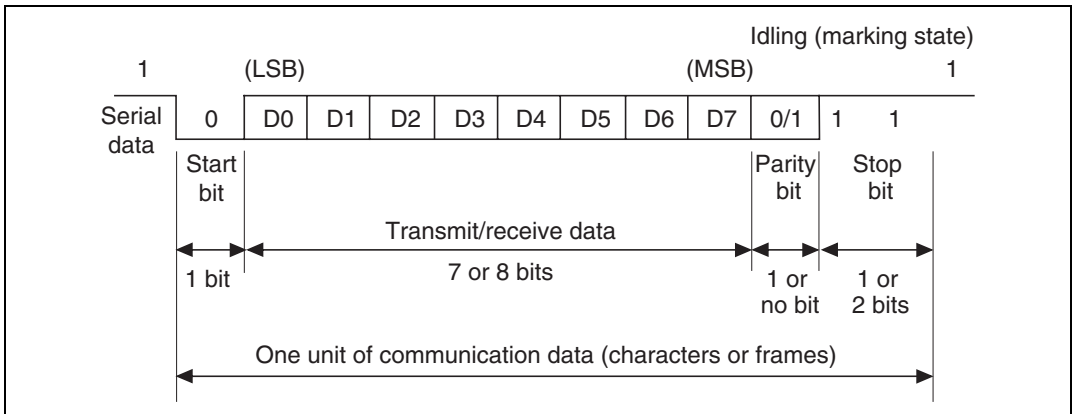 Idling (marking state)
1 (LSB) (MSB) 1
Serial data 0 D0 D1 D2 D3 D4 D5 D6 D7 0/1 1 1
Start bit Parity bit Stop bit
Transmit/receive data
1 bit 7 or 8 bits 1 or no bit 1 or 2 bits
One unit of communication data (characters or frames)